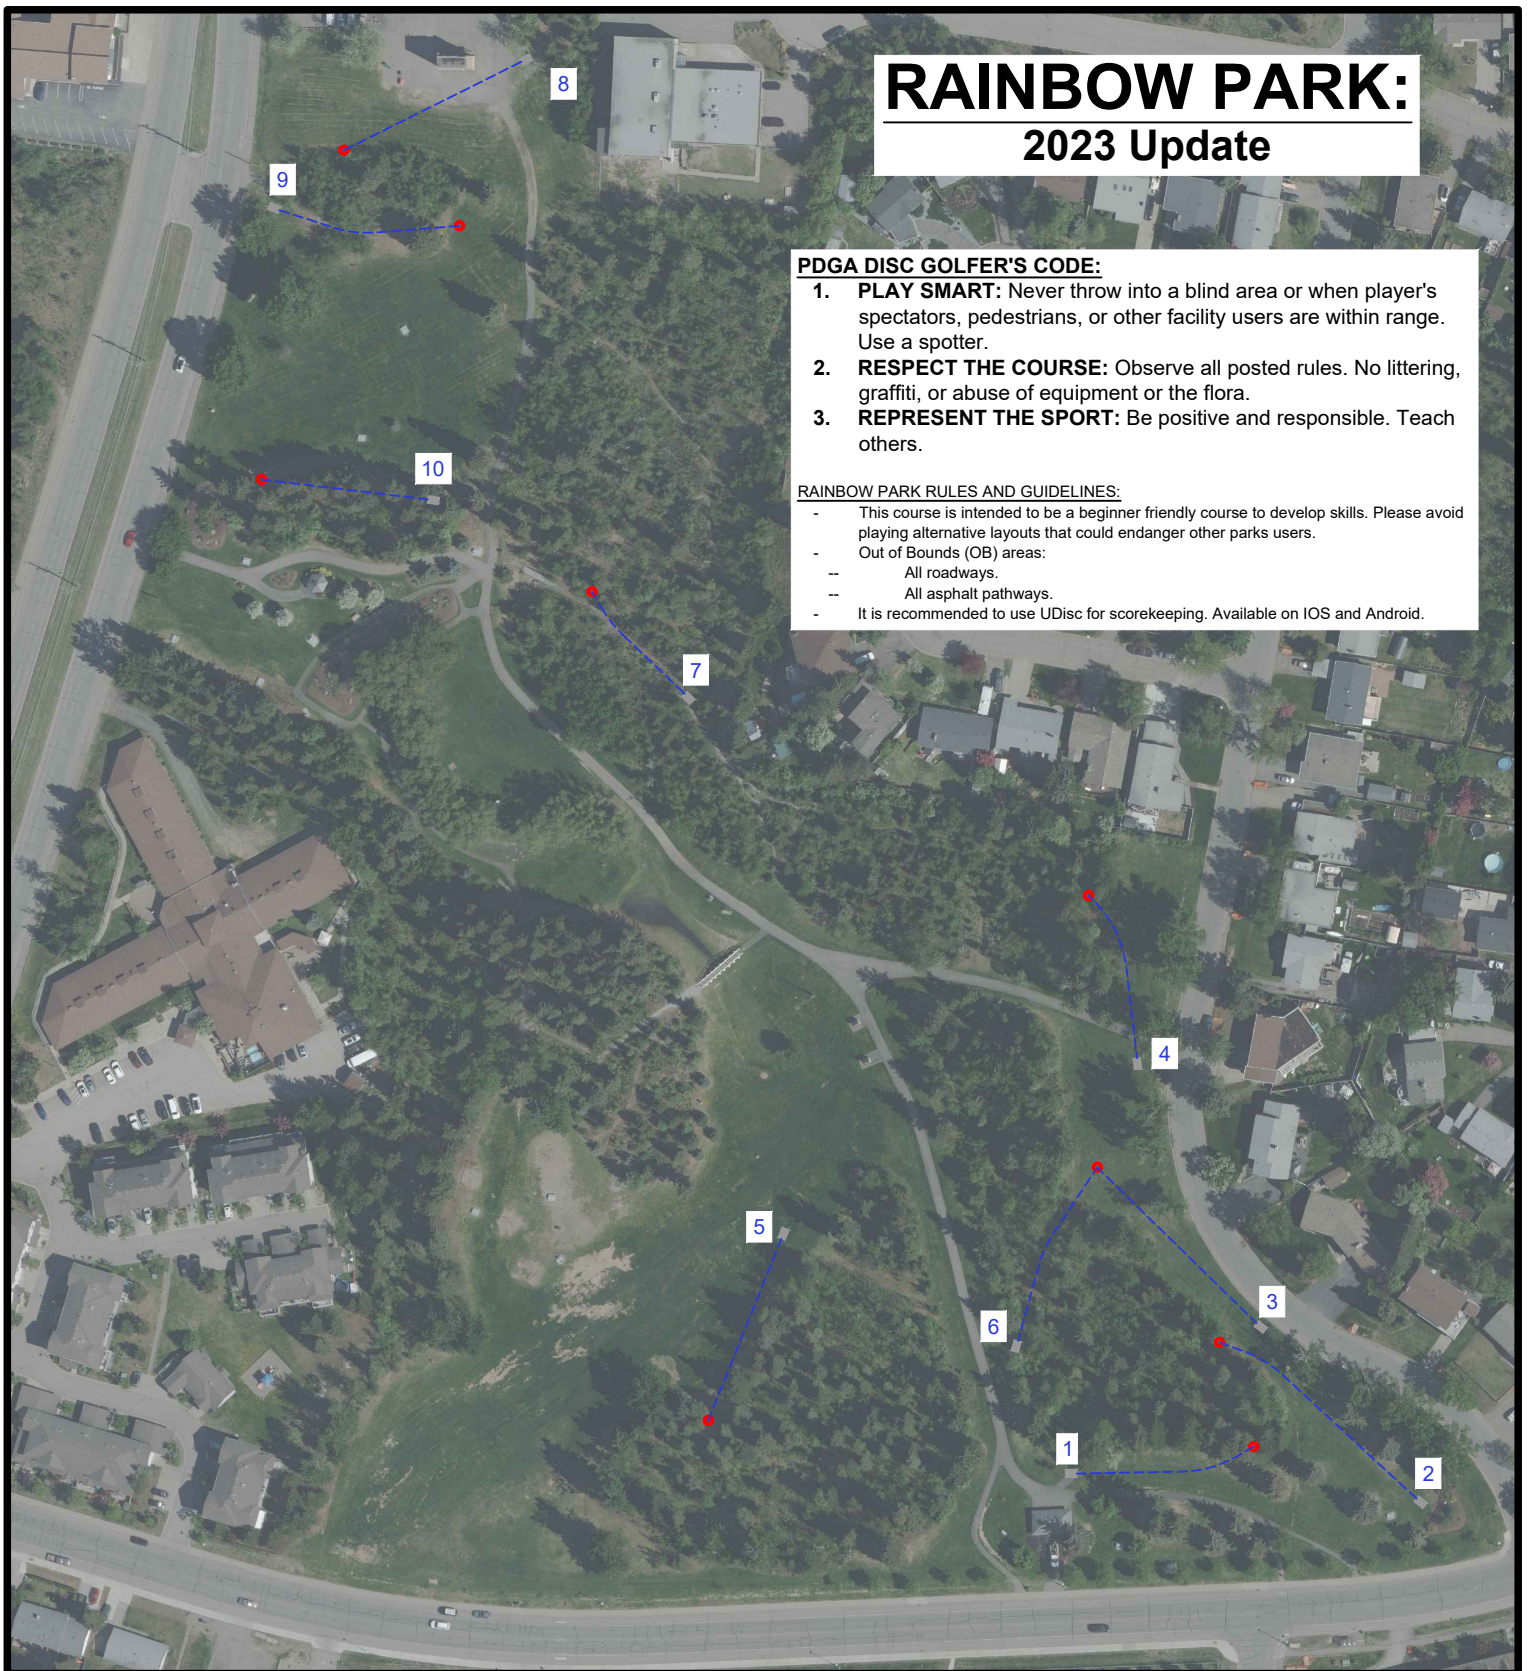 RAINBOW PARK:
2023 Update
8
9
PDGA DISC GOLFER'S CODE:
1. PLAY SMART: Never throw into a blind area or when player's
spectators, pedestrians, or other facility users are within range.
Use a spotter.
2. RESPECT THE COURSE: Observe all posted rules. No littering,
graffiti, or abuse of equipment or the flora.
3. REPRESENT THE SPORT: Be positive and responsible. Teach
others.
RAINBOW PARK RULES AND GUIDELINES:
- This course is intended to be a beginner friendly course to develop skills. Please avoid
playing alternative layouts that could endanger other parks users.
- Out of Bounds (OB) areas:
-- All roadways.
-- All asphalt pathways.
- It is recommended to use UDisc for scorekeeping. Available on IOS and Android.
10
7
4
5
3
6
1
2